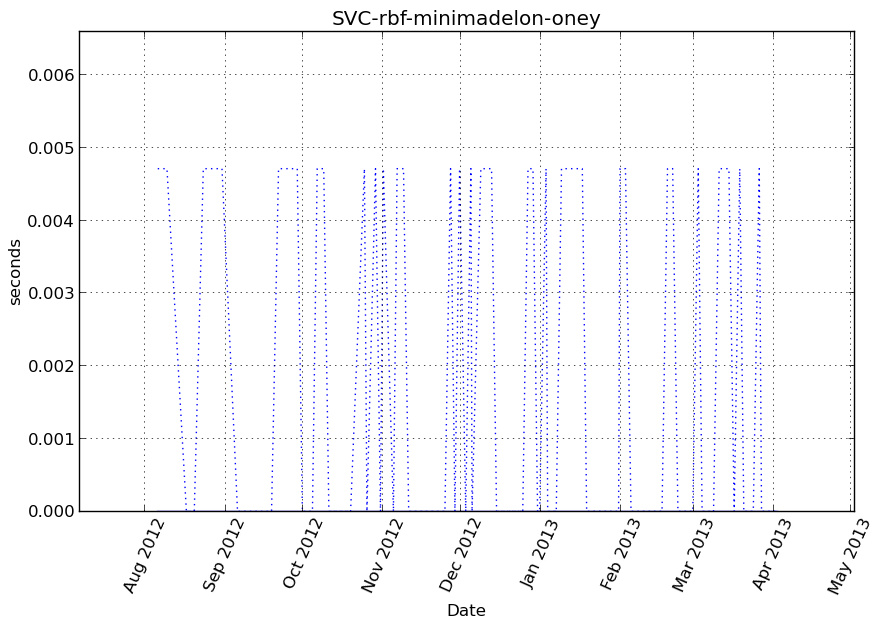 SVC-rbf-minimadelon-oney
0.006
0.005
0.004
0.003
0.002
0.001
0.000
seconds
Aug 2012
Sep 2012
Oct 2012
Nov 2012
Dec 2012
Jan 2013
Feb 2013
Mar 2013
Apr 2013
May 2013
Date